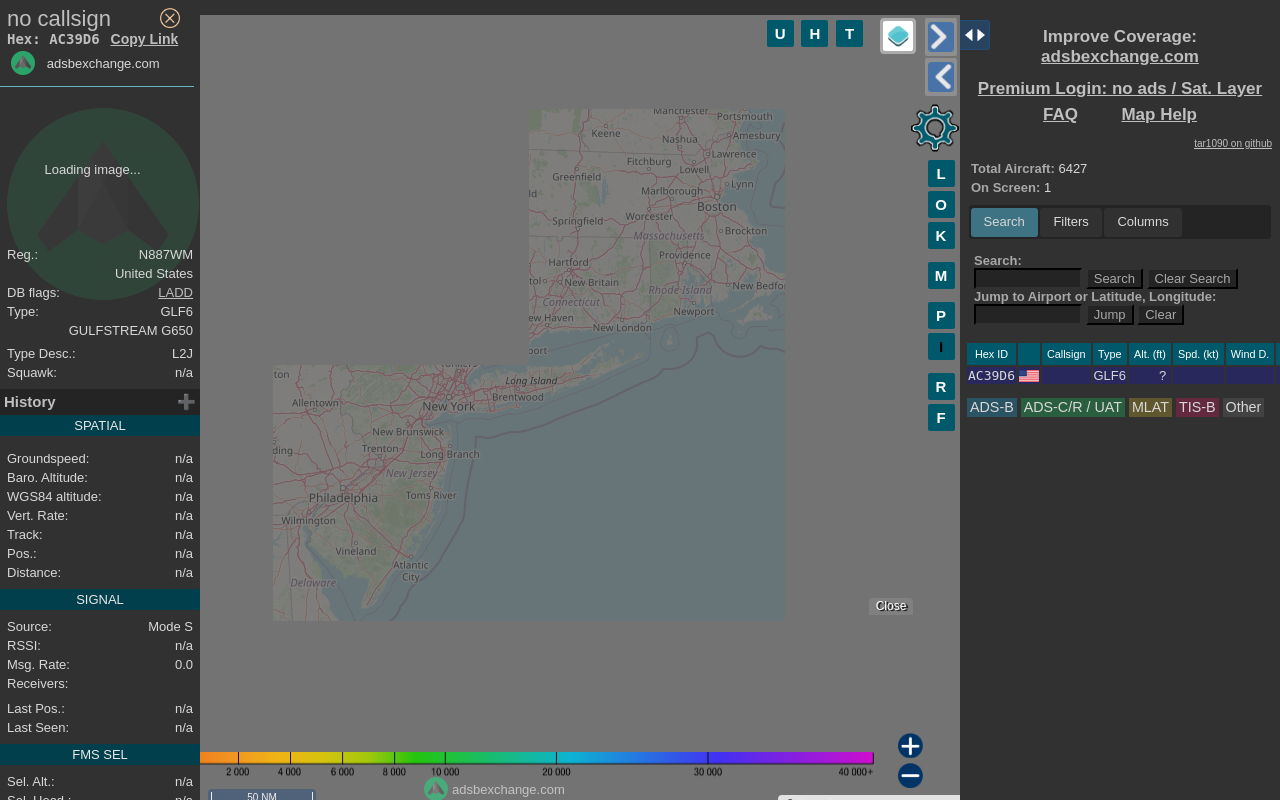 no callsign
Hex: AC39D6 Copy Link
adsbexchange.com
Loading image...
Reg.: N887WM
United States
DB flags: LADD
Type: GLF6
GULFSTREAM G650
Type Desc.: L2J
Squawk: n/a
History
SPATIAL
Groundspeed: n/a
Baro. Altitude: n/a
WGS84 altitude: n/a
Vert. Rate: n/a
Track: n/a
Pos.: n/a
Distance: n/a
SIGNAL
Source: Mode S
RSSI: n/a
Msg. Rate: 0.0
Receivers:
Last Pos.: n/a
Last Seen: n/a
FMS SEL
Sel. Alt.: n/a
Sel. Head.: n/a
U H T
L
O
K
M
P
I
R
F
Manchester
Portsmouth
Keene
Nashua
Amesbury
Fitchburg
Lawrence
Lowell
Greenfield
Marlborough
Lynn
ld
Boston
Springfield
Worcester
Brockton
Massachusetts
Providence
Hartford
tol
New Britain
New Bedfor
Connecticut
Rhode Island
ew Haven
New London
Newport
port
Yonkers
ton
Long Island
Brentwood
Allentown
New York
New Brunswick
ding
Trenton
Long Branch
New Jersey
Philadelphia
Toms River
Wilmington
Vineland
Atlantic
City
Delaware
Close
2 000 4 000 6 000 8 000 10 000 20 000 30 000 40 000+
adsbexchange.com
50 NM
Improve Coverage:
adsbexchange.com
Premium Login: no ads / Sat. Layer
FAQ Map Help
tar1090 on github
Total Aircraft: 6427
On Screen: 1
Search Filters Columns
Search:
Search Clear Search
Jump to Airport or Latitude, Longitude:
Jump Clear
Hex ID Callsign Type Alt. (ft) Spd. (kt) Wind D.
AC39D6 GLF6 ?
ADS-B ADS-C/R / UAT MLAT TIS-B Other